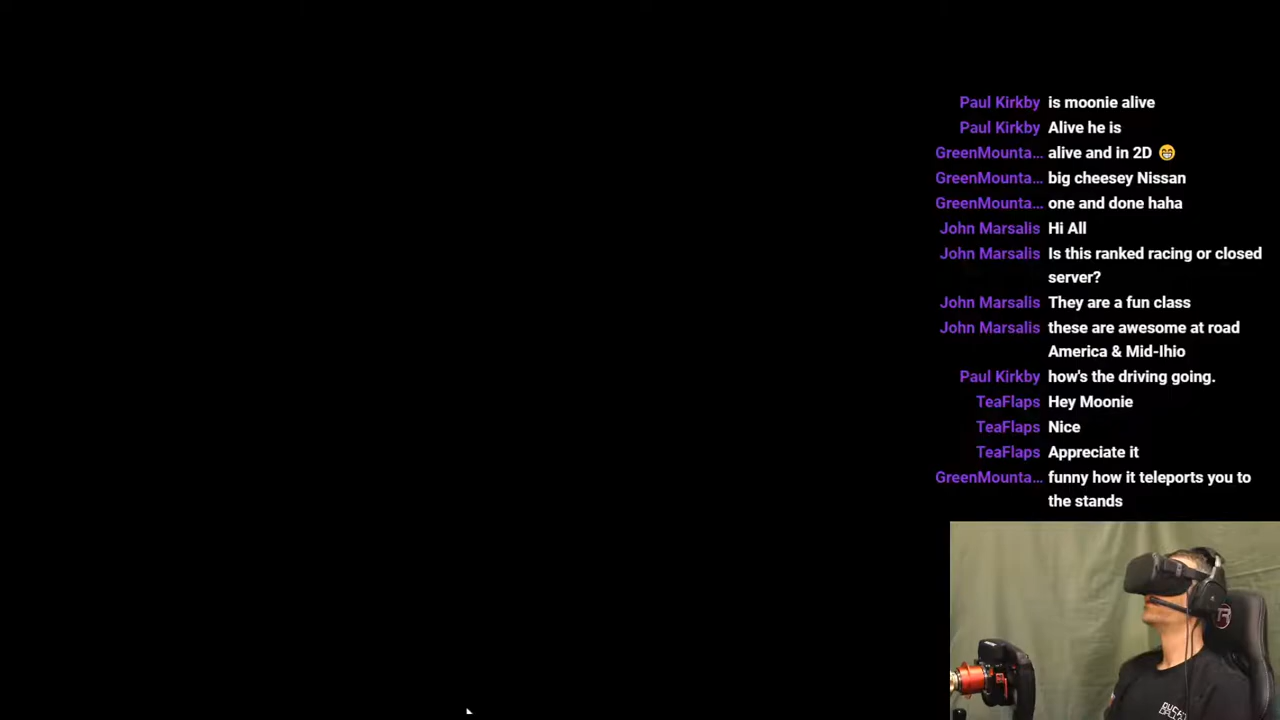 Paul Kirkby is moonie alive
Paul Kirkby Alive he is
GreenMounta... alive and in 2D 😁
GreenMounta... big cheesey Nissan
GreenMounta... one and done haha
John Marsalis Hi All
John Marsalis Is this ranked racing or closed
server?
John Marsalis They are a fun class
John Marsalis these are awesome at road
America & Mid-Ihio
Paul Kirkby how's the driving going.
TeaFlaps Hey Moonie
TeaFlaps Nice
TeaFlaps Appreciate it
GreenMounta... funny how it teleports you to
the stands